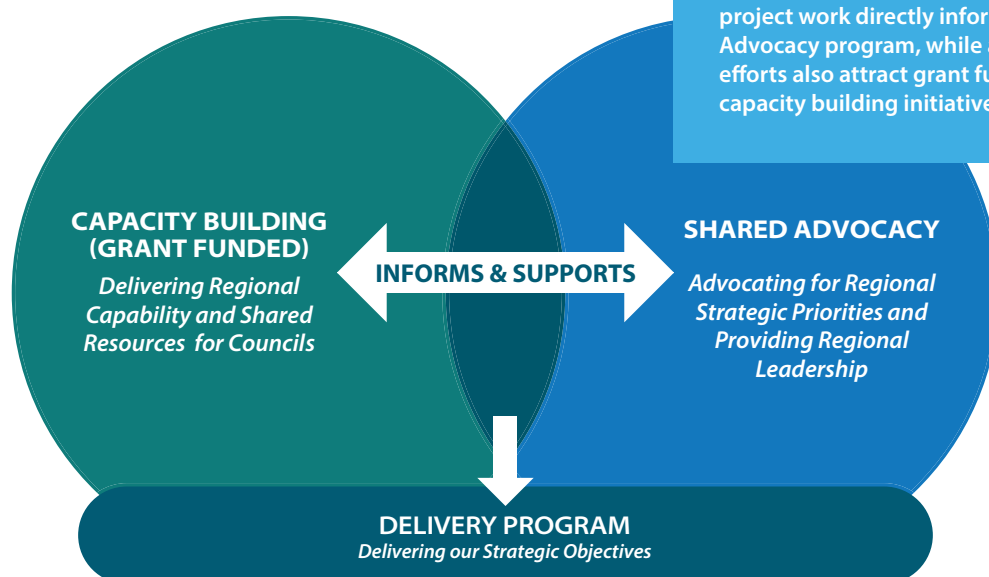 project work directly infor
Advocacy program, while
efforts also attract grant fu
capacity building initiative
CAPACITY BUILDING
(GRANT FUNDED)
Delivering Regional
Capability and Shared
Resources for Councils
INFORMS & SUPPORTS
SHARED ADVOCACY
Advocating for Regional
Strategic Priorities and
Providing Regional
Leadership
DELIVERY PROGRAM
Delivering our Strategic Objectives